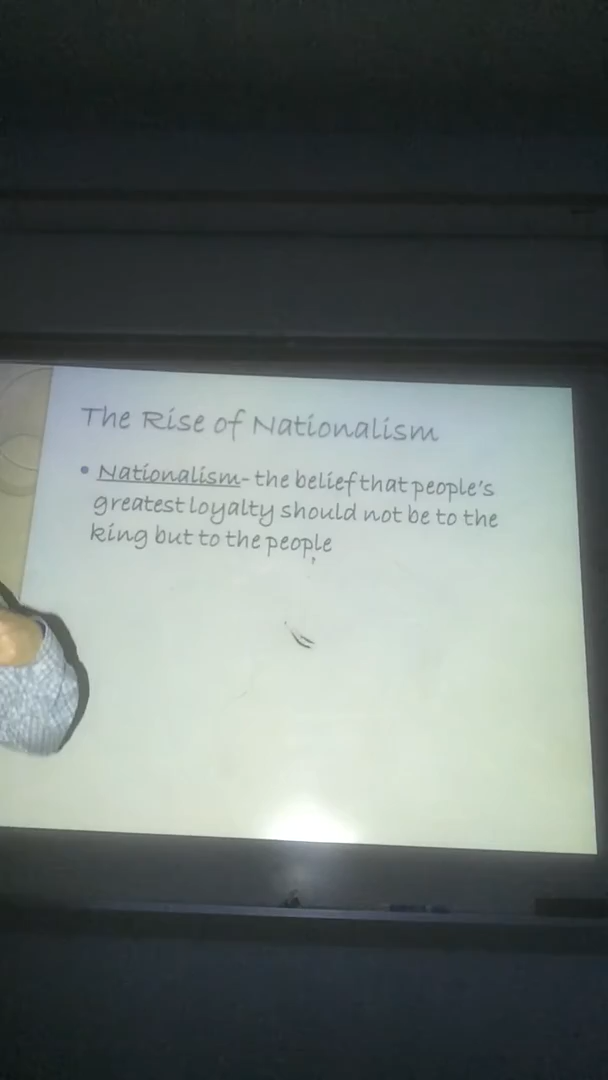 The Rise of Nationalism
• Nationalism- the belief that people's
greatest loyalty should not be to the
king but to the people